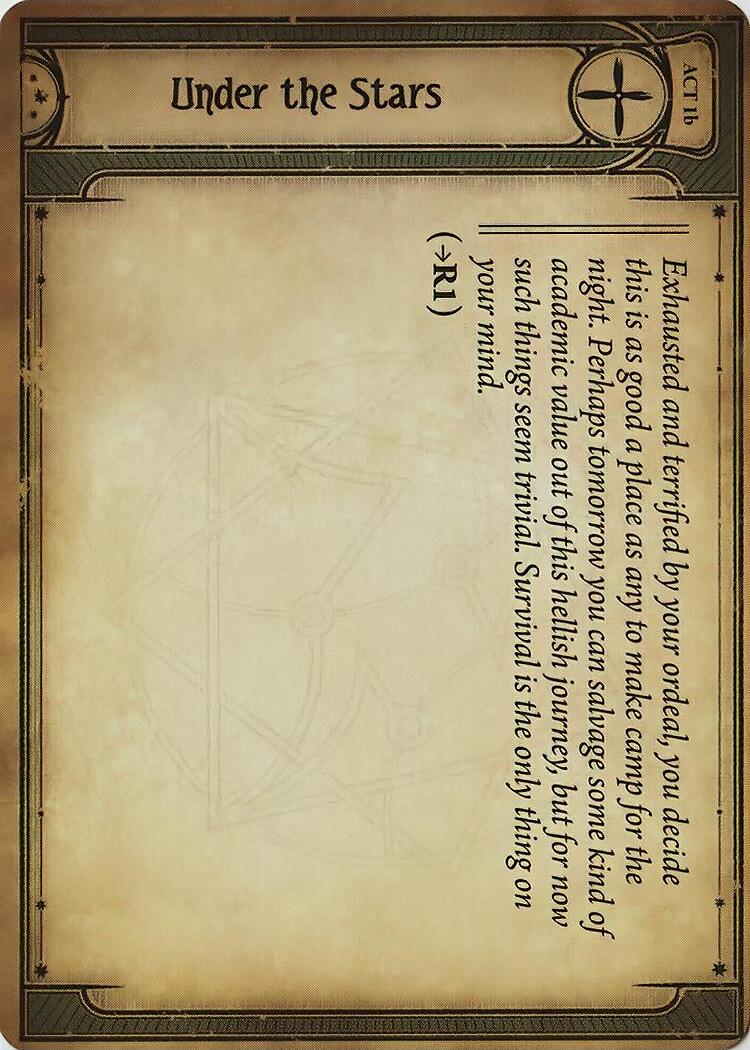 ACT 1b
Under the Stars
Exhausted and terrified by your ordeal, you decide
this is as good a place as any to make camp for the
night. Perhaps tomorrow you can salvage some kind of
academic value out of this hellish journey, but for now
such things seem trivial. Survival is the only thing on
your mind.
(→R1)